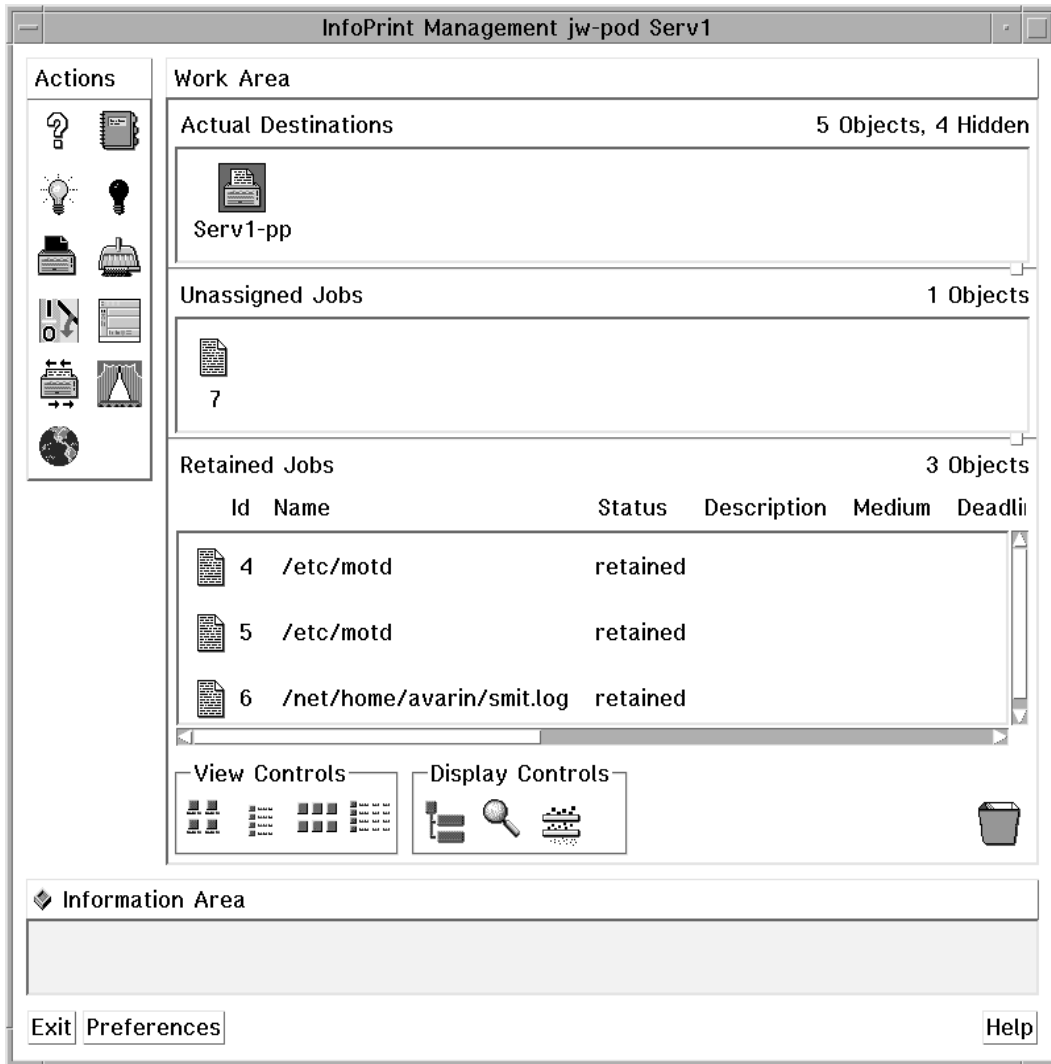 InfoPrint Management jw-pod Serv1
Actions
Work Area
Actual Destinations 5 Objects, 4 Hidden
Serv1-pp
Unassigned Jobs 1 Objects
7
Retained Jobs 3 Objects
Id Name Status Description Medium Deadli
4 /etc/motd retained
5 /etc/motd retained
6 /net/home/avarin/smit.log retained
View Controls Display Controls
Information Area
Exit Preferences Help